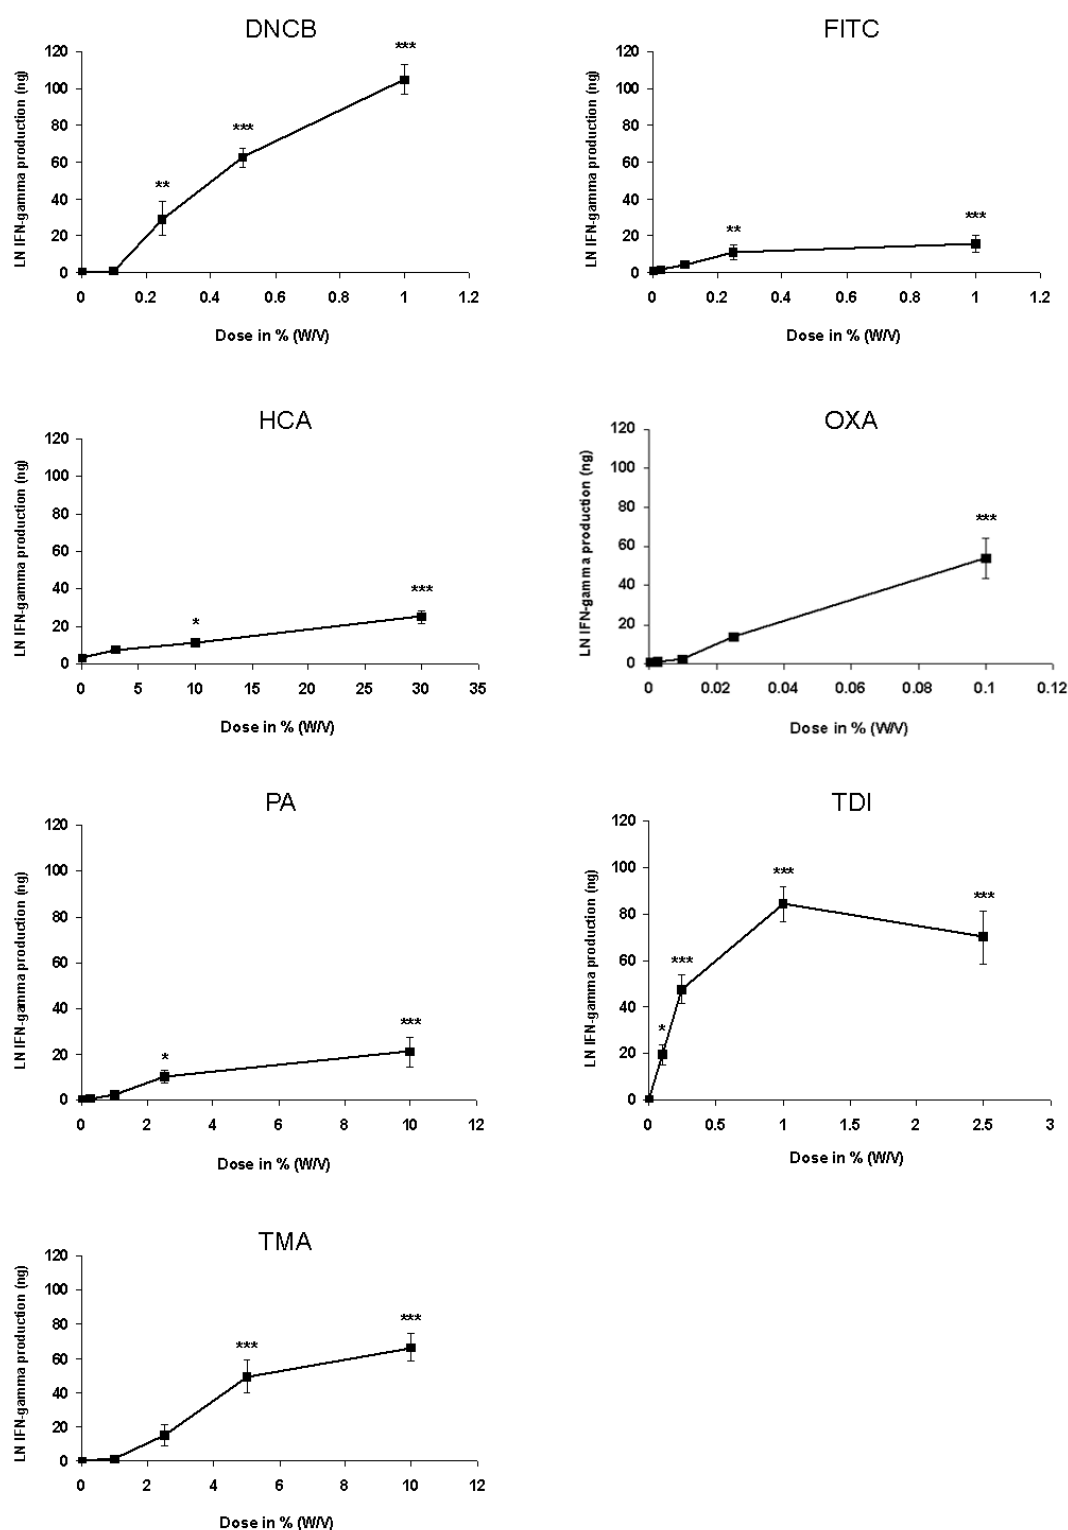 DNCB
LN IFN-gamma production (ng)
120
100
80
60
40
20
0
***
***
**
0 0.2 0.4 0.6 0.8 1 1.2
Dose in % (W/V)
FITC
LN IFN-gamma production (ng)
120
100
80
60
40
20
0
**
***
0 0.2 0.4 0.6 0.8 1 1.2
Dose in % (W/V)
HCA
LN IFN-gamma production (ng)
120
100
80
60
40
20
0
*
***
0 5 10 15 20 25 30 35
Dose in % (W/V)
OXA
LN IFN-gamma production (ng)
120
100
80
60
40
20
0
***
0 0.02 0.04 0.06 0.08 0.1 0.12
Dose in % (W/V)
PA
LN IFN-gamma production (ng)
120
100
80
60
40
20
0
*
***
0 2 4 6 8 10 12
Dose in % (W/V)
TDI
LN IFN-gamma production (ng)
120
100
80
60
40
20
0
***
***
***
*
0 0.5 1 1.5 2 2.5 3
Dose in % (W/V)
TMA
LN IFN-gamma production (ng)
120
100
80
60
40
20
0
***
***
0 2 4 6 8 10 12
Dose in % (W/V)